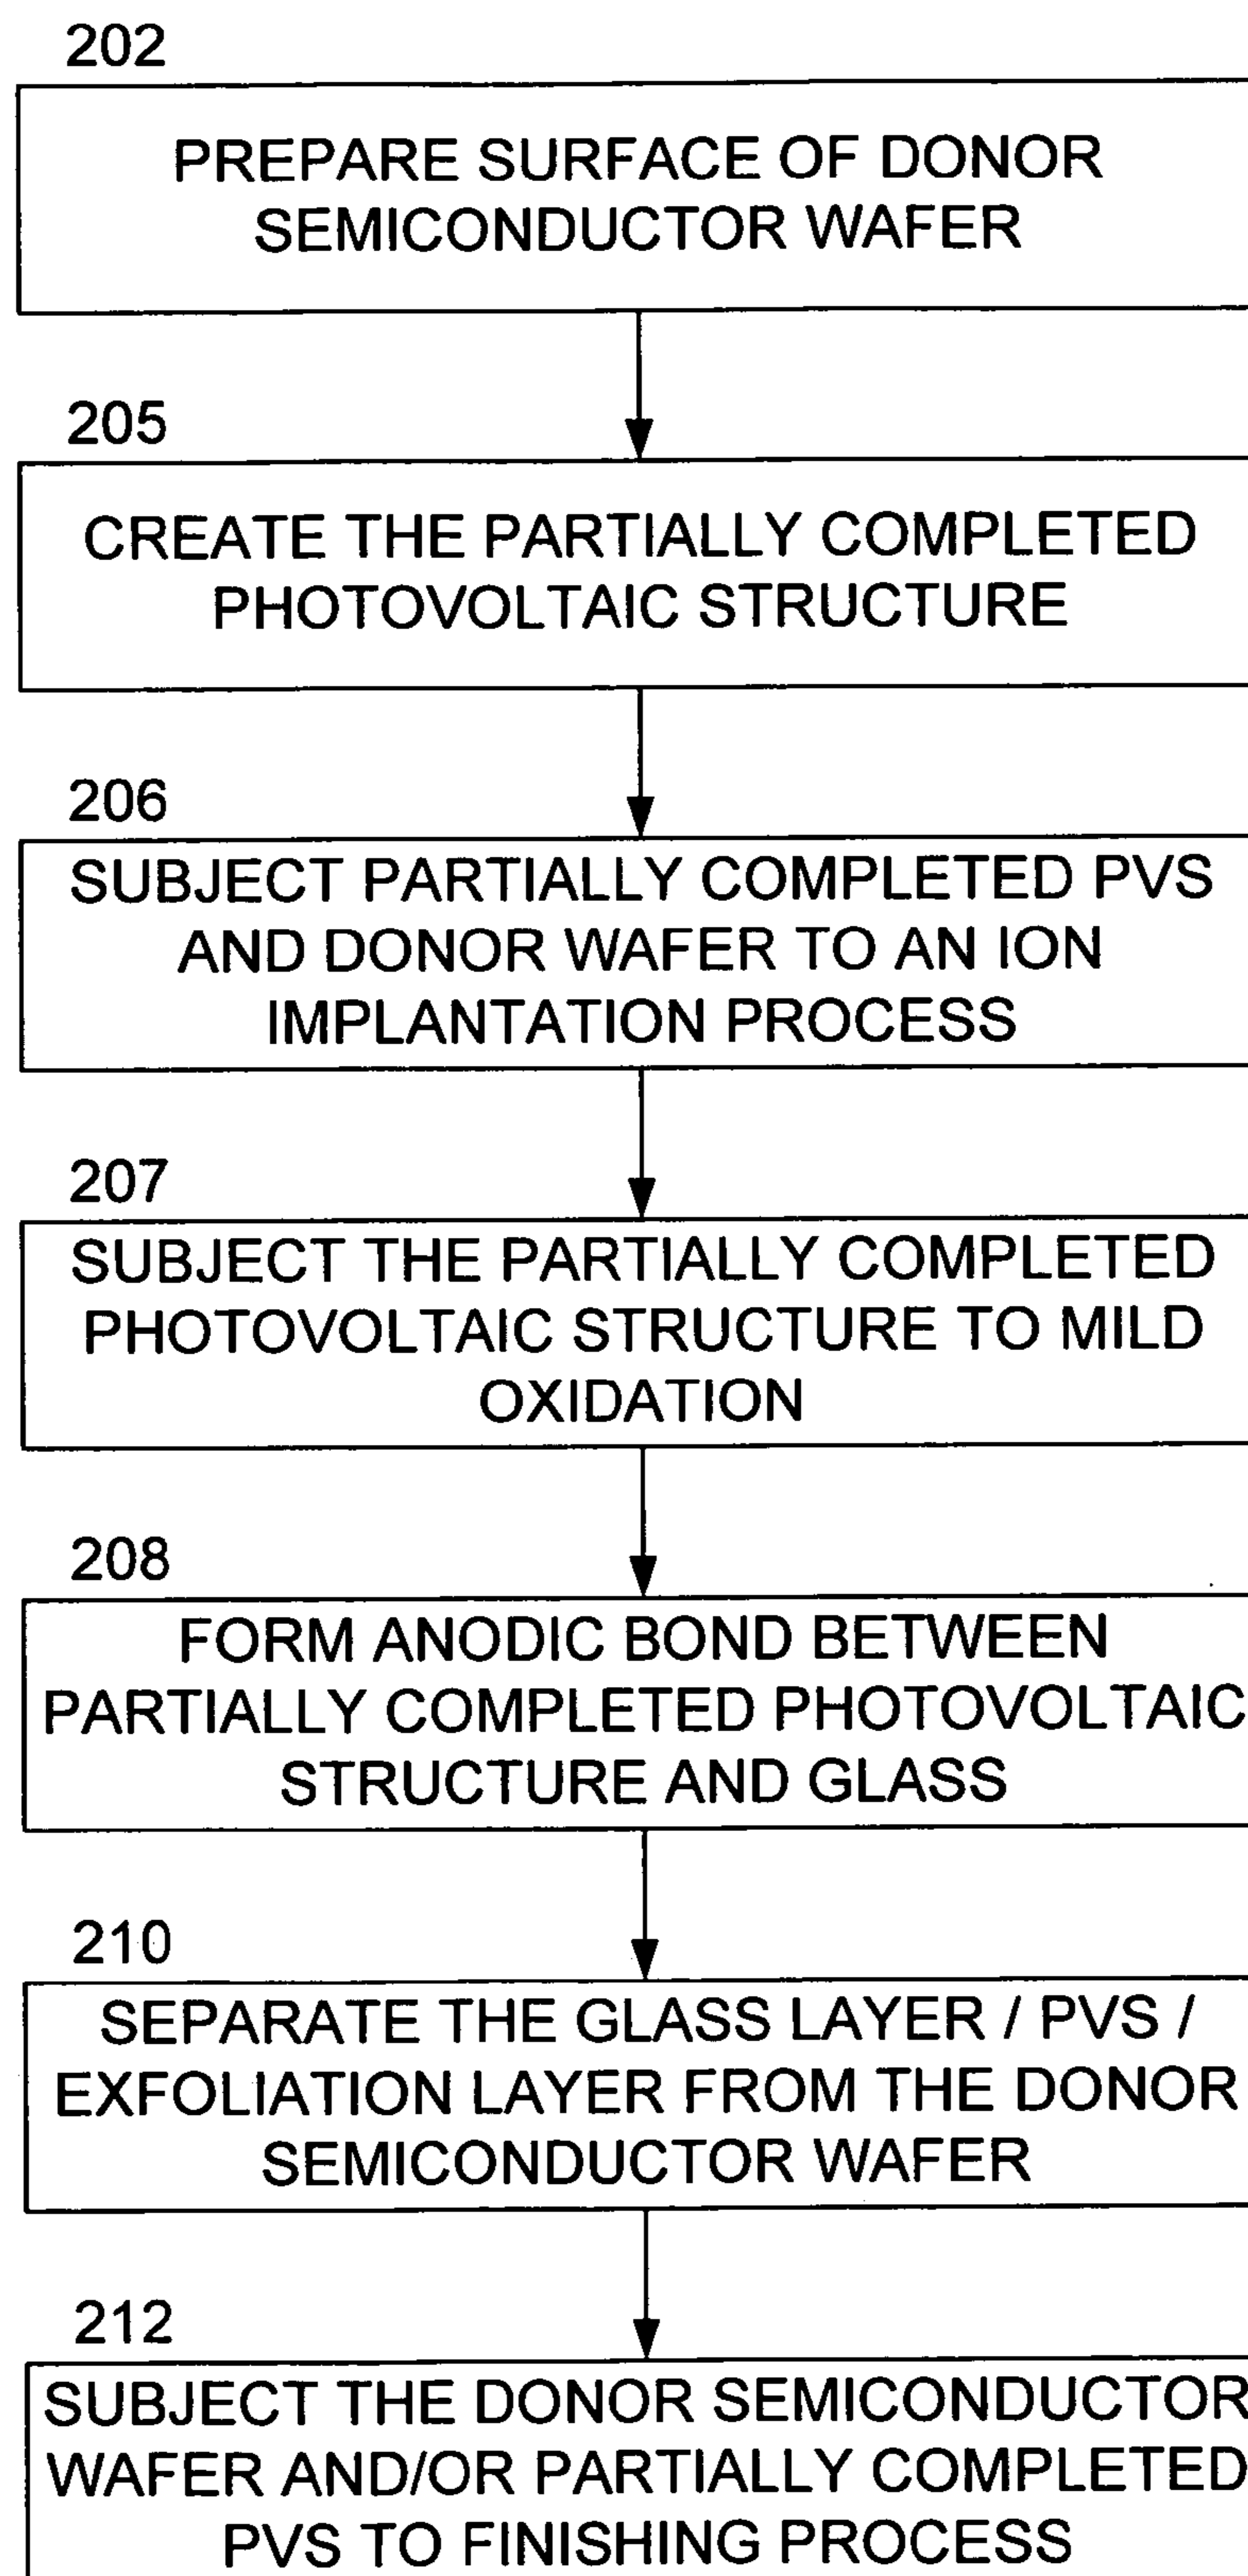 202
PREPARE SURFACE OF DONOR
SEMICONDUCTOR WAFER
205
CREATE THE PARTIALLY COMPLETED
PHOTOVOLTAIC STRUCTURE
206
SUBJECT PARTIALLY COMPLETED PVS
AND DONOR WAFER TO AN ION
IMPLANTATION PROCESS
207
SUBJECT THE PARTIALLY COMPLETED
PHOTOVOLTAIC STRUCTURE TO MILD
OXIDATION
208
FORM ANODIC BOND BETWEEN
PARTIALLY COMPLETED PHOTOVOLTAIC
STRUCTURE AND GLASS
210
SEPARATE THE GLASS LAYER / PVS /
EXFOLIATION LAYER FROM THE DONOR
SEMICONDUCTOR WAFER
212
SUBJECT THE DONOR SEMICONDUCTOR
WAFER AND/OR PARTIALLY COMPLETED
PVS TO FINISHING PROCESS